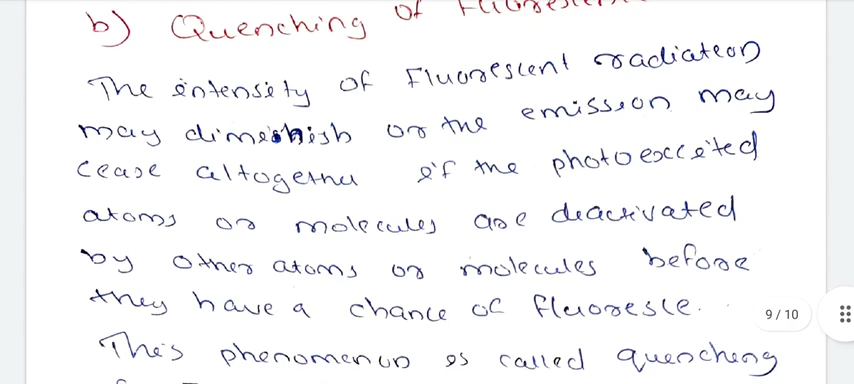 b) Quenching of Fluoresten
The intensity of Fluorescent radiation
may dimenhish or the emission may
cease altogether if the photoexcited
atoms or molecules are deactivated
by other atoms or molecules before
they have a chance of fluoresce.
9/10
This phenomenon is called quenching